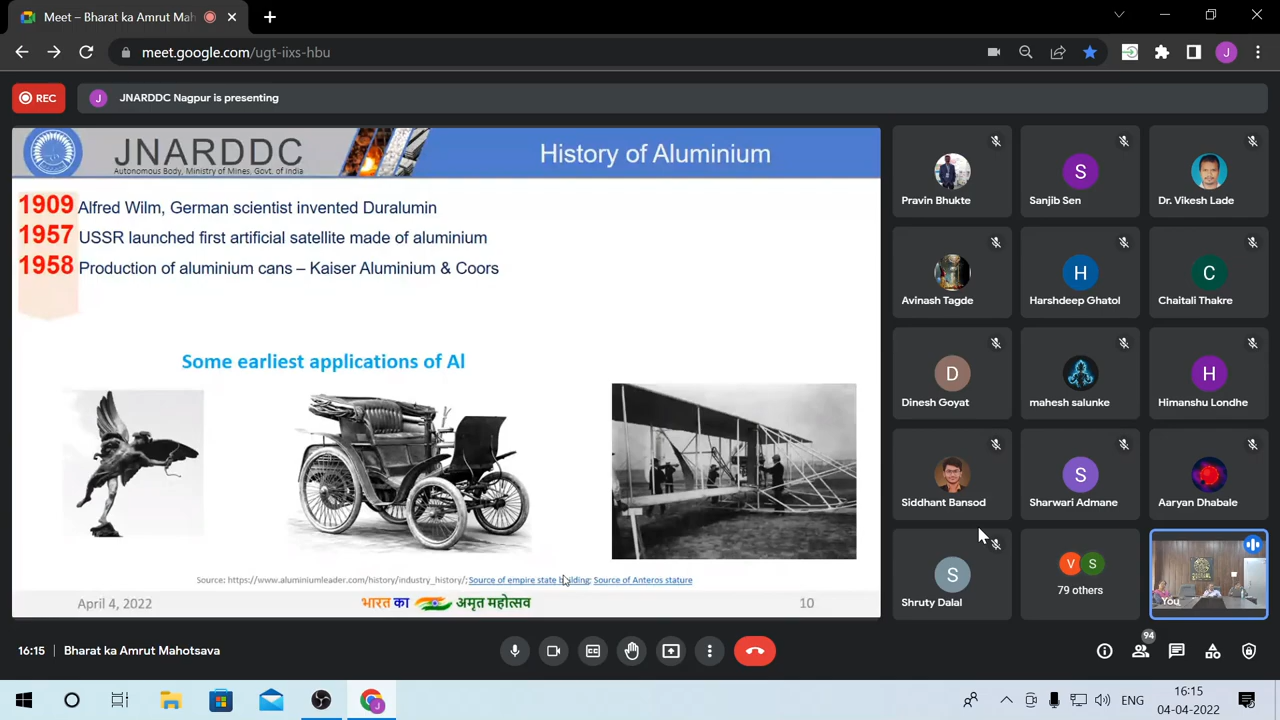 Meet – Bharat ka Amrut Mah
meet.google.com/ugt-iixs-hbu
J
REC
J
JNARDDC Nagpur is presenting
JNARDDC
Autonomous Body, Ministry of Mines, Govt. of India
History of Aluminium
1909 Alfred Wilm, German scientist invented Duralumin
1957 USSR launched first artificial satellite made of aluminium
1958 Production of aluminium cans – Kaiser Aluminium & Coors
Some earliest applications of Al
Source: https://www.aluminiumleader.com/history/industry_history/; Source of empire state building; Source of Anteros stature
April 4, 2022
भारत का अमृत महोत्सव
10
Pravin Bhukte
S
Sanjib Sen
Dr. Vikesh Lade
Avinash Tagde
H
Harshdeep Ghatol
C
Chaitali Thakre
D
Dinesh Goyat
mahesh salunke
H
Himanshu Londhe
Siddhant Bansod
S
Sharwari Admane
Aaryan Dhabale
S
Shruty Dalal
V S
79 others
You
16:15 Bharat ka Amrut Mahotsava
94
J
ENG
16:15
04-04-2022